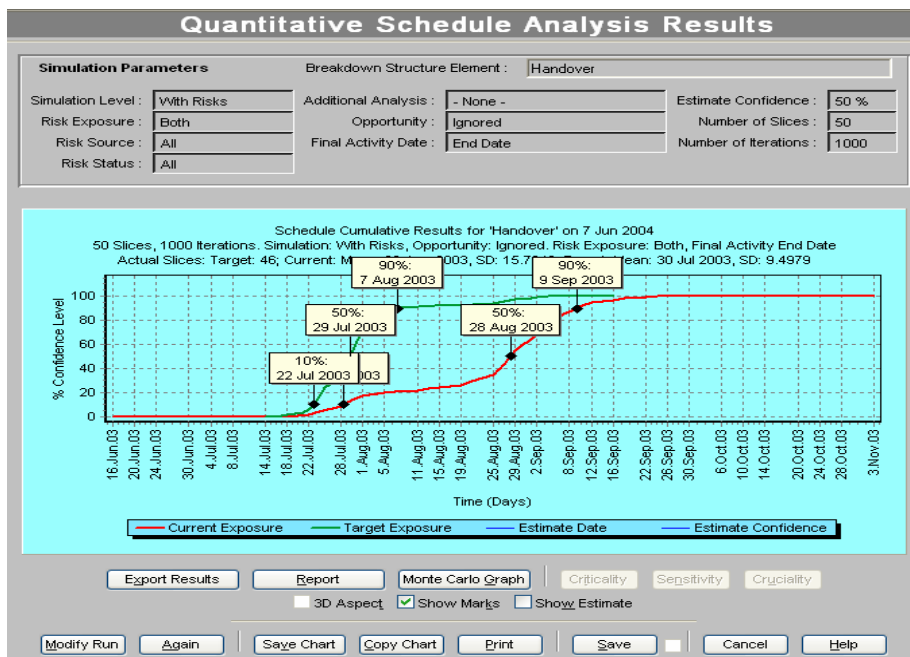 Quantitative Schedule Analysis Results
Simulation Parameters
Breakdown Structure Element : Handover
Simulation Level : With Risks
Additional Analysis : - None -
Estimate Confidence : 50 %
Risk Exposure : Both
Opportunity : Ignored
Number of Slices : 50
Risk Source : All
Final Activity Date : End Date
Number of Iterations : 1000
Risk Status : All
Schedule Cumulative Results for 'Handover' on 7 Jun 2004
50 Slices, 1000 Iterations. Simulation: With Risks, Opportunity: Ignored. Risk Exposure: Both, Final Activity End Date
Actual Slices: Target: 46; Current: 2003, SD: 30 Jul 2003, SD: 9.4979
90%:
7 Aug 2003
90%:
9 Sep 2003
50%:
29 Jul 2003
50%:
28 Aug 2003
10%:
22 Jul 2003
% Confidence Level
100
80
60
40
20
0
16.Jun.03
20.Jun.03
24.Jun.03
30.Jun.03
4.Jul.03
8.Jul.03
14.Jul.03
18.Jul.03
22.Jul.03
28.Jul.03
1.Aug.03
5.Aug.03
11.Aug.03
15.Aug.03
19.Aug.03
25.Aug.03
29.Aug.03
2.Sep.03
8.Sep.03
12.Sep.03
16.Sep.03
22.Sep.03
26.Sep.03
30.Sep.03
6.Oct.03
10.Oct.03
14.Oct.03
20.Oct.03
24.Oct.03
28.Oct.03
3.Nov.03
Time (Days)
Current Exposure
Target Exposure
Estimate Date
Estimate Confidence
Export Results
Report
Monte Carlo Graph
Criticality
Sensitivity
Cruciality
3D Aspect
Show Marks
Show Estimate
Modify Run
Again
Save Chart
Copy Chart
Print
Save
Cancel
Help